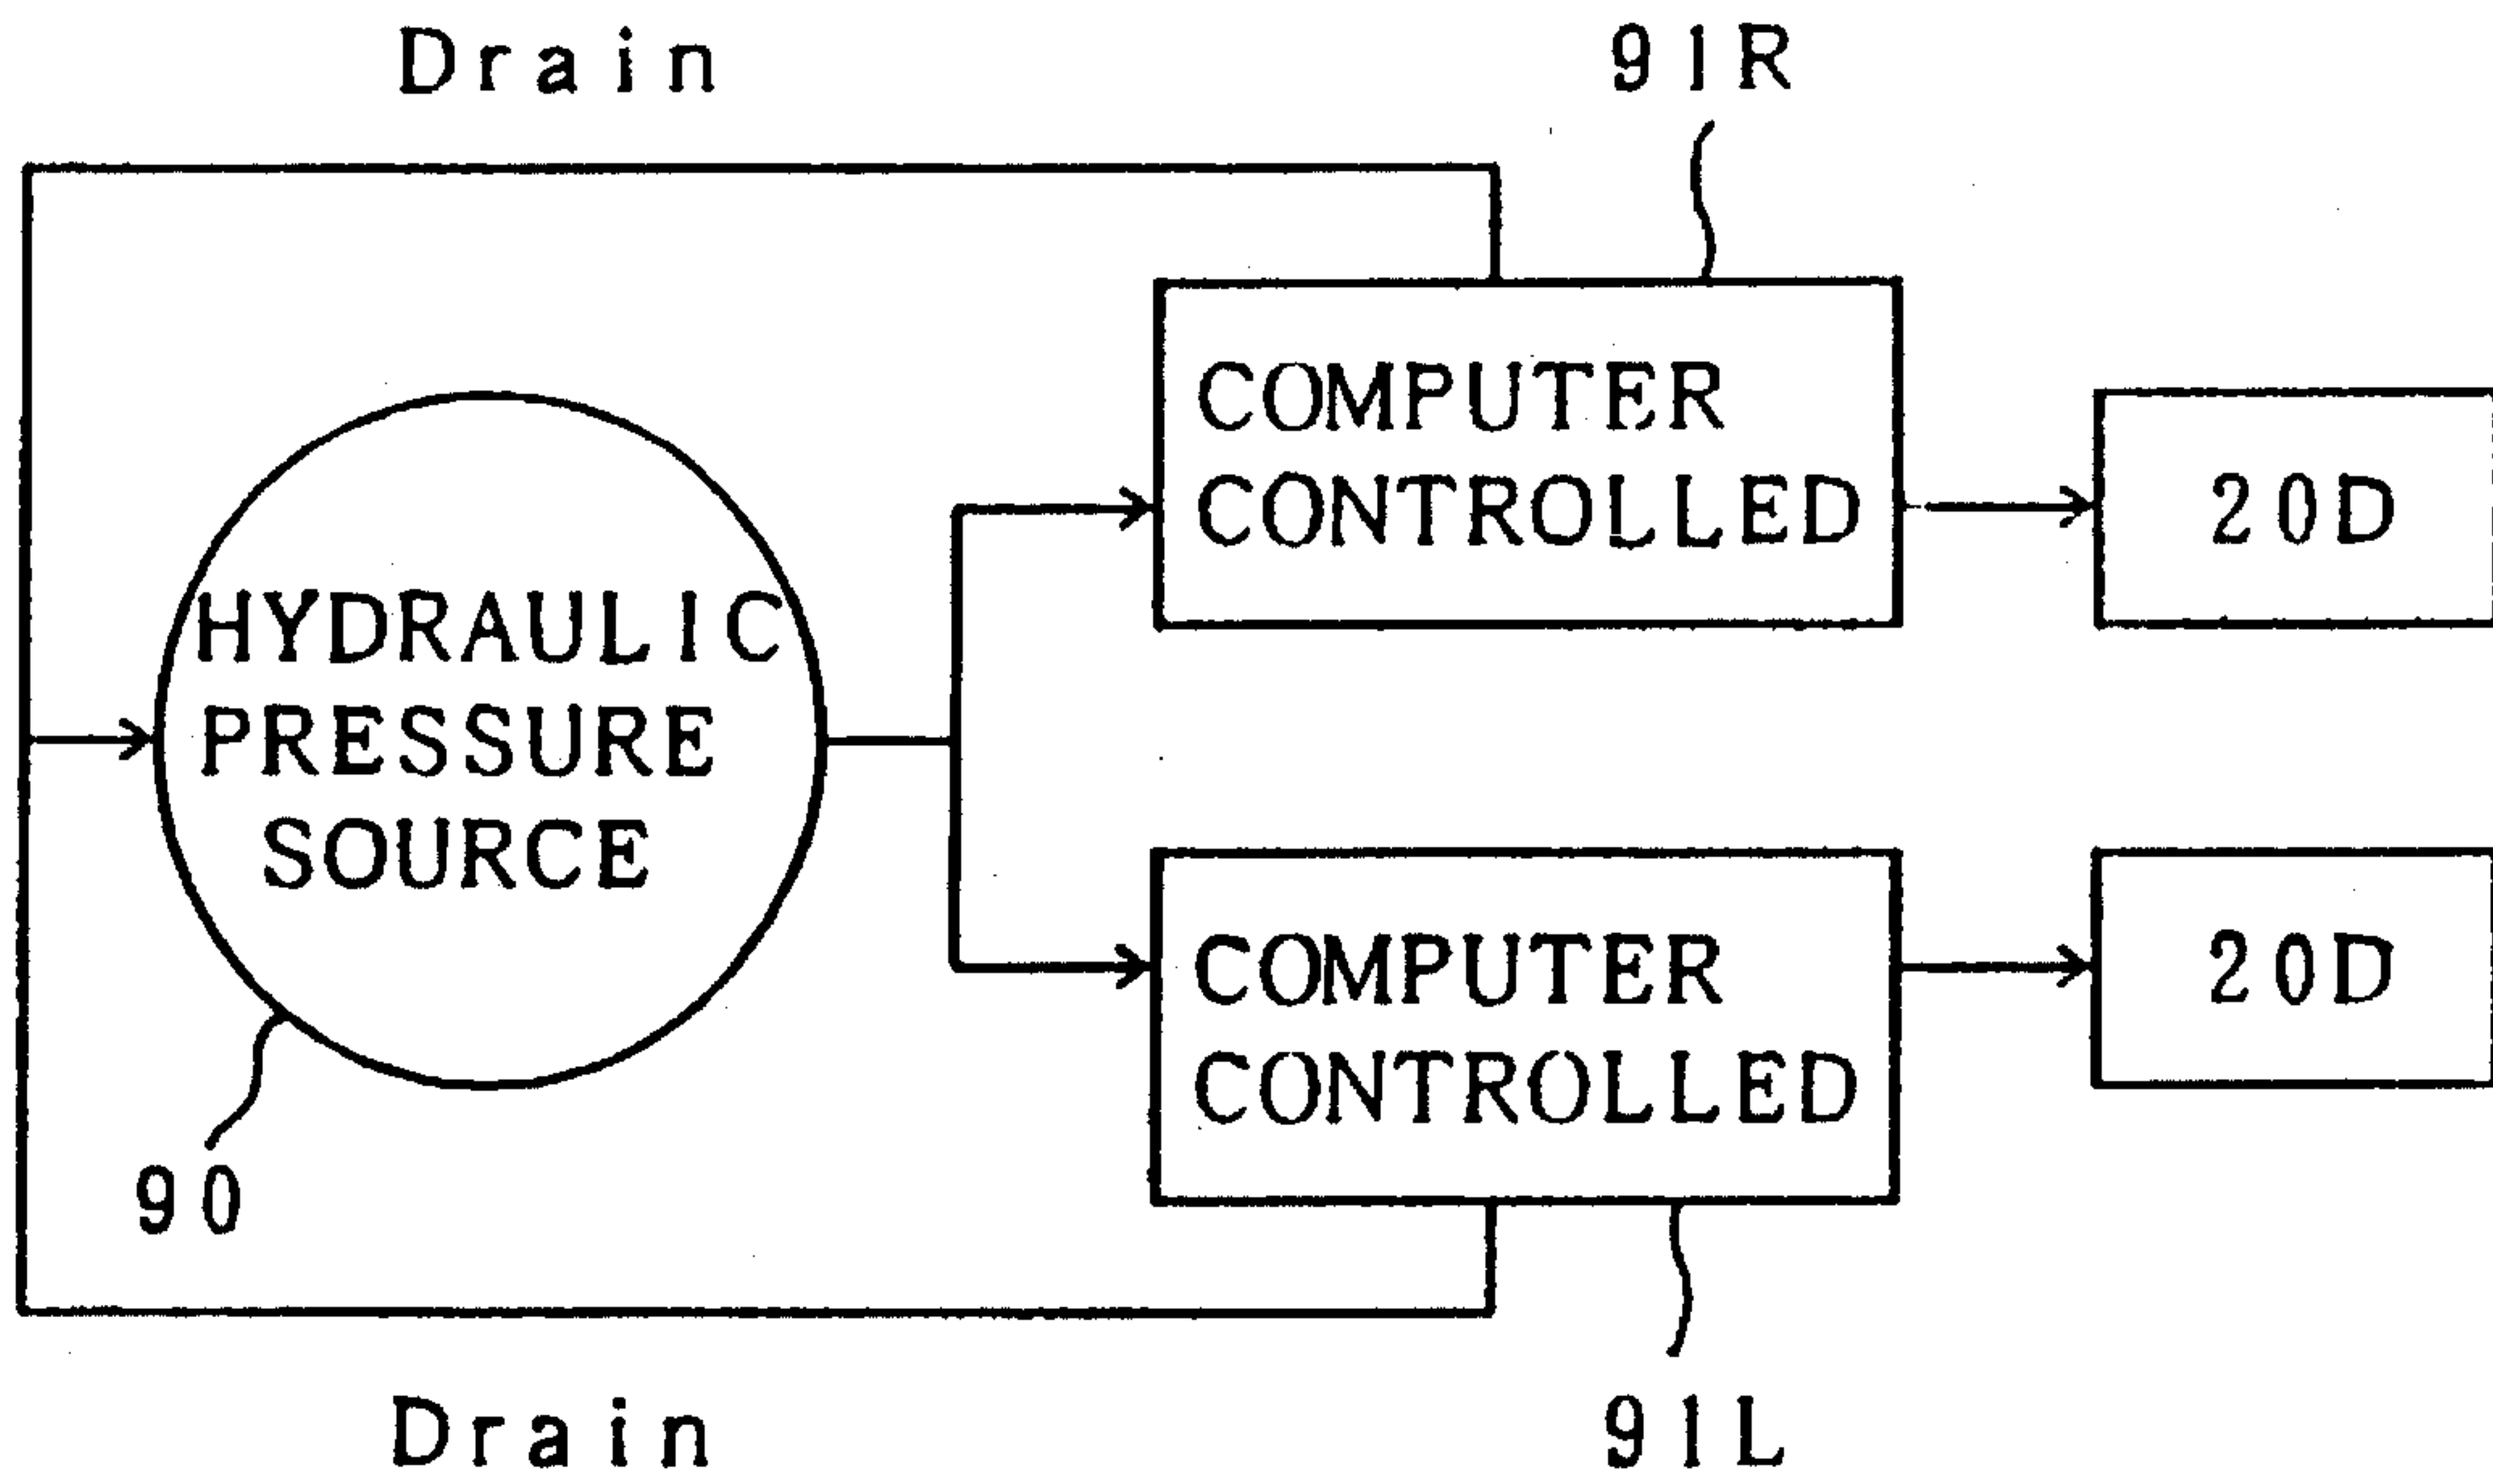 Drain
91R
COMPUTER
CONTROLLED
20D
HYDRAULIC
PRESSURE
SOURCE
COMPUTER
CONTROLLED
20D
90
Drain
91L